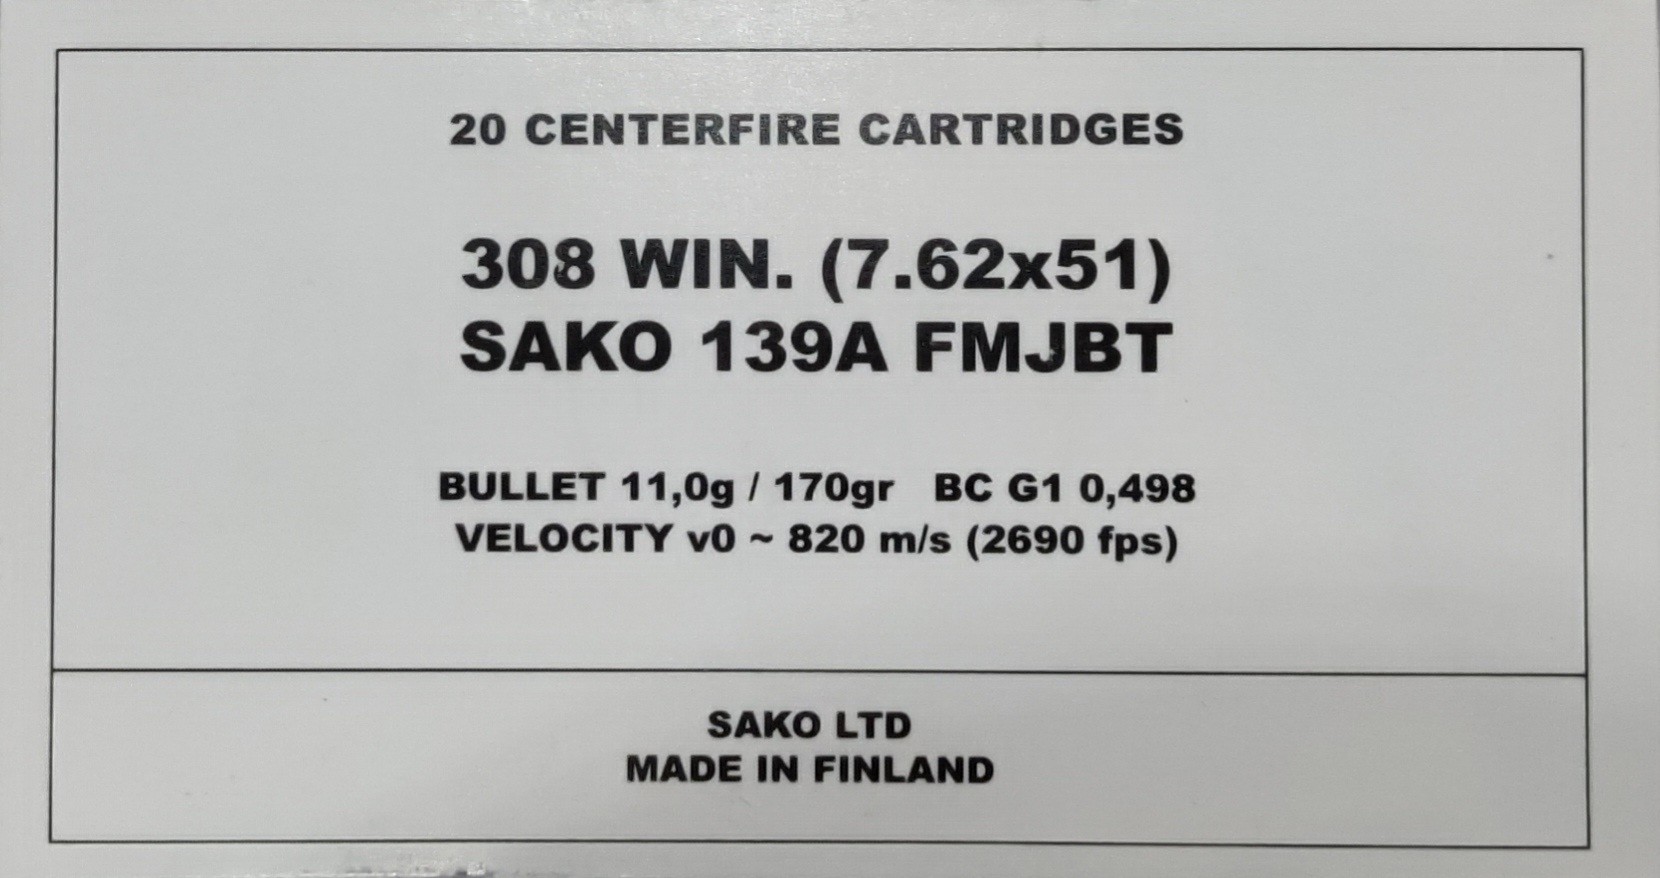 20 CENTERFIRE CARTRIDGES
308 WIN. (7.62x51)
SAKO 139A FMJBT
BULLET 11,0g / 170gr BC G1 0,498
VELOCITY v0 ~ 820 m/s (2690 fps)
SAKO LTD
MADE IN FINLAND